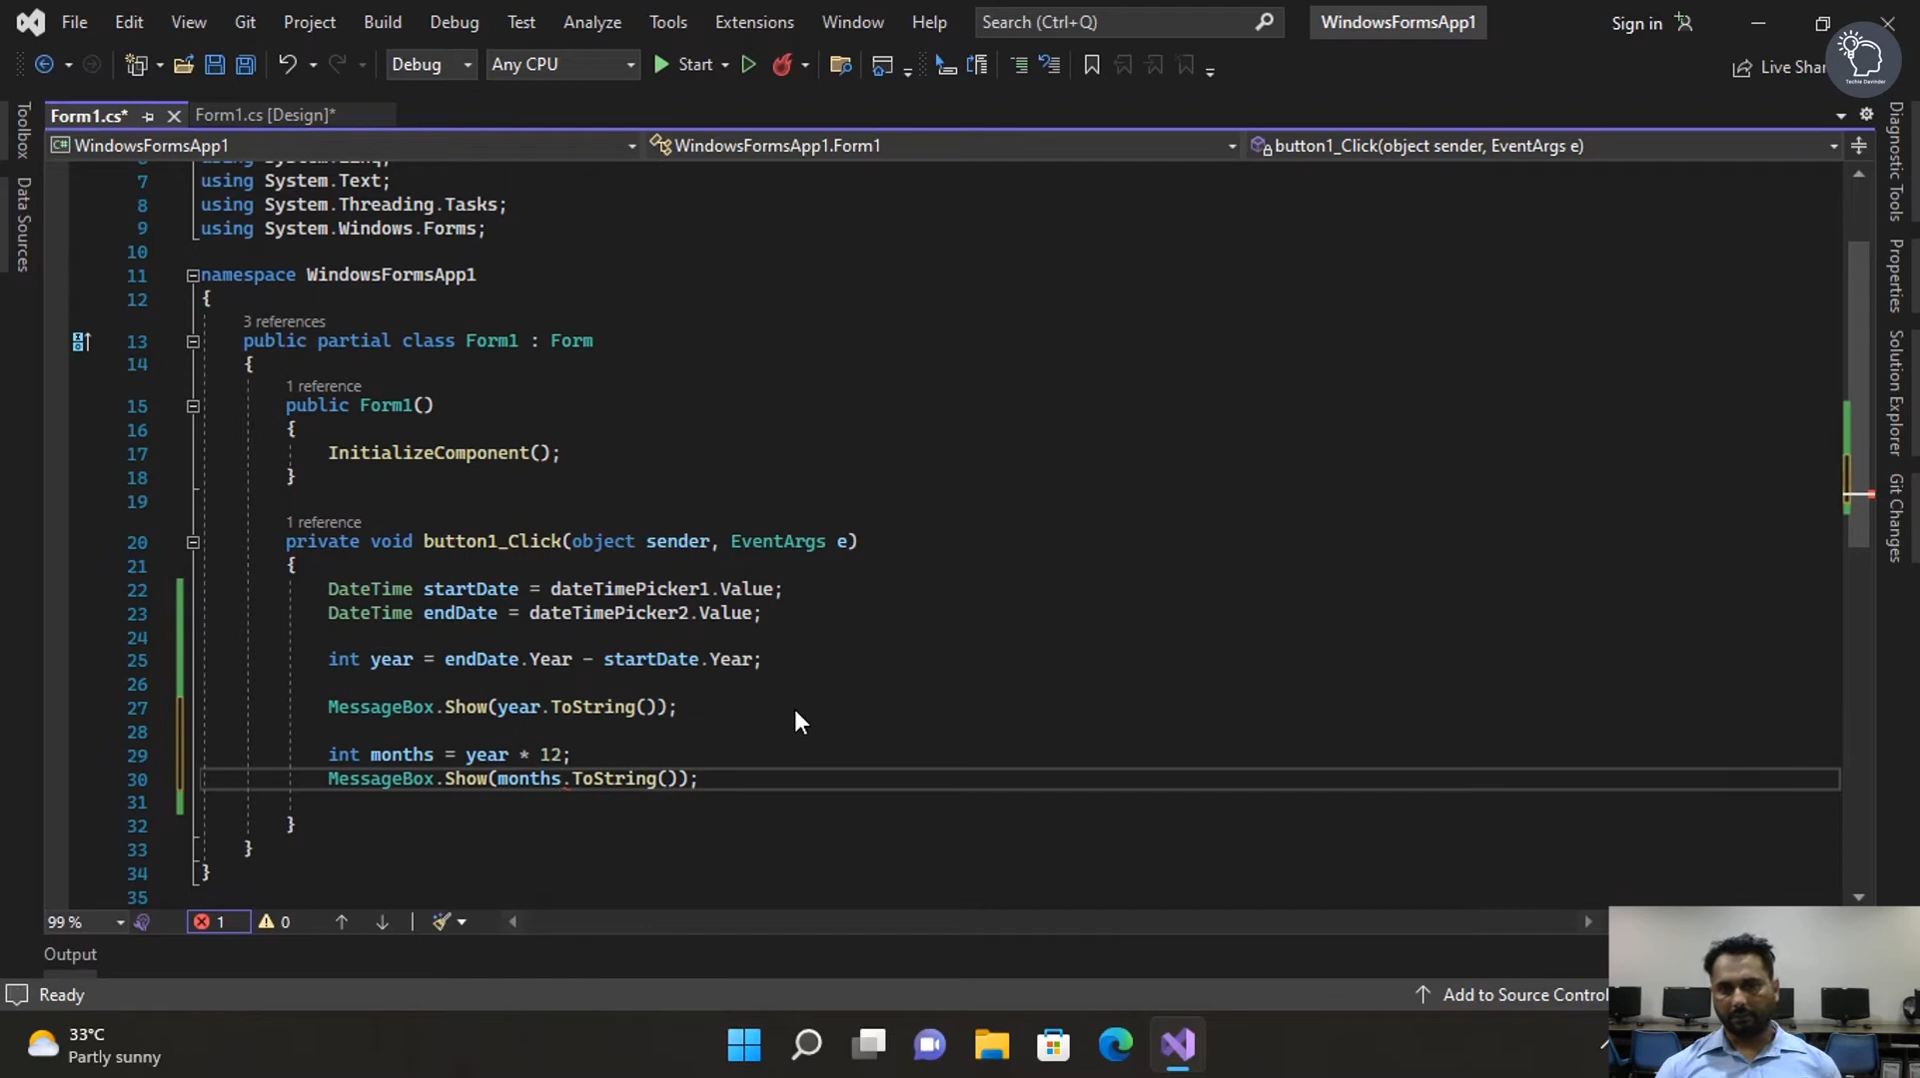 File Edit View Git Project Build Debug Test Analyze Tools Extensions Window Help Search (Ctrl+Q) WindowsFormsApp1 Sign in
Debug Any CPU Start Live Shar
Techie Davinder
Form1.cs* Form1.cs [Design]*
C# WindowsFormsApp1 WindowsFormsApp1.Form1 button1_Click(object sender, EventArgs e)
Toolbox
Data Sources
Diagnostic Tools
Properties
Solution Explorer
Git Changes
using System.Linq;
7 using System.Text;
8 using System.Threading.Tasks;
9 using System.Windows.Forms;
10
11 namespace WindowsFormsApp1
12 {
3 references
13 public partial class Form1 : Form
14 {
1 reference
15 public Form1()
16 {
17 InitializeComponent();
18 }
19
1 reference
20 private void button1_Click(object sender, EventArgs e)
21 {
22 DateTime startDate = dateTimePicker1.Value;
23 DateTime endDate = dateTimePicker2.Value;
24
25 int year = endDate.Year - startDate.Year;
26
27 MessageBox.Show(year.ToString());
28
29 int months = year * 12;
30 MessageBox.Show(months.ToString());
31
32 }
33 }
34 }
35
99 % 1 0
Output
Ready Add to Source Control
33°C
Partly sunny